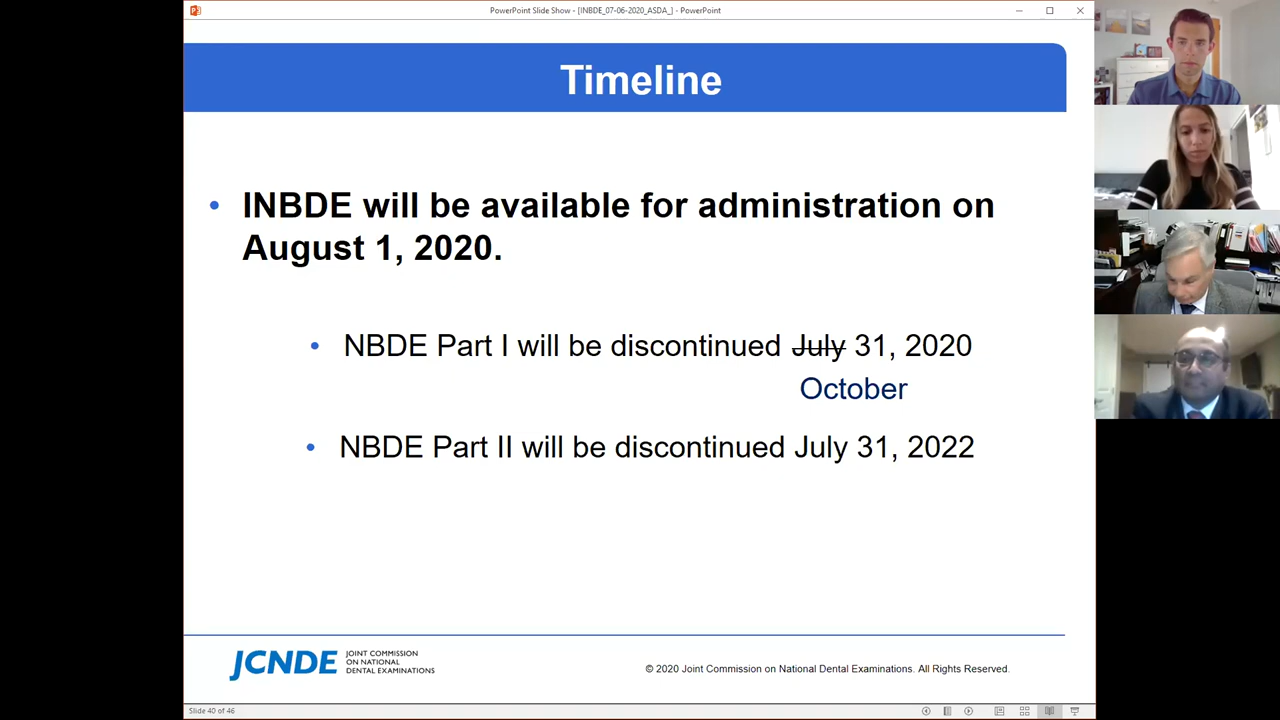 PowerPoint Slide Show - [INBDE_07-06-2020_ASDA_] - PowerPoint
Timeline
• INBDE will be available for administration on
August 1, 2020.
• NBDE Part I will be discontinued July 31, 2020
October
• NBDE Part II will be discontinued July 31, 2022
JCNDE JOINT COMMISSION
ON NATIONAL
DENTAL EXAMINATIONS
© 2020 Joint Commission on National Dental Examinations. All Rights Reserved.
Slide 40 of 46